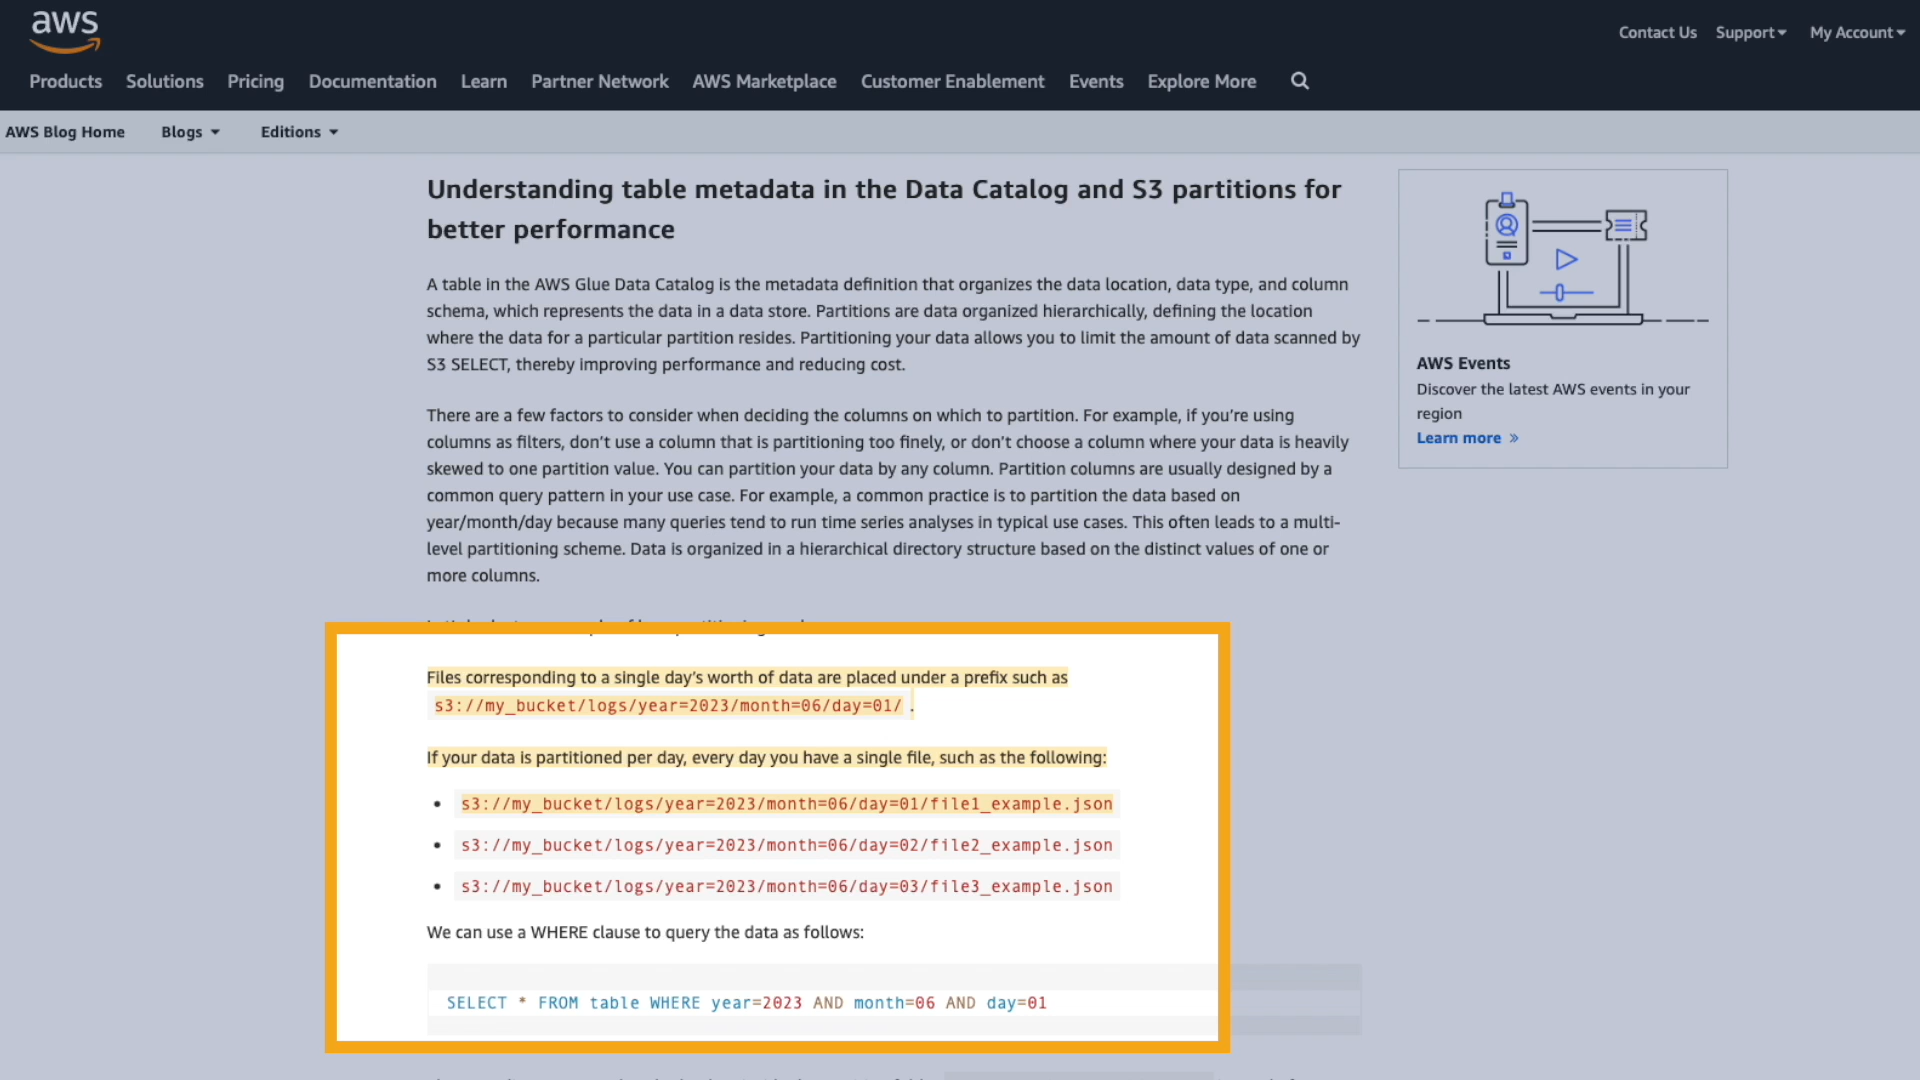 aws
Contact Us Support My Account
Products Solutions Pricing Documentation Learn Partner Network AWS Marketplace Customer Enablement Events Explore More
AWS Blog Home Blogs Editions
Understanding table metadata in the Data Catalog and S3 partitions for
better performance
A table in the AWS Glue Data Catalog is the metadata definition that organizes the data location, data type, and column
schema, which represents the data in a data store. Partitions are data organized hierarchically, defining the location
where the data for a particular partition resides. Partitioning your data allows you to limit the amount of data scanned by
S3 SELECT, thereby improving performance and reducing cost.
There are a few factors to consider when deciding the columns on which to partition. For example, if you’re using
columns as filters, don’t use a column that is partitioning too finely, or don’t choose a column where your data is heavily
skewed to one partition value. You can partition your data by any column. Partition columns are usually designed by a
common query pattern in your use case. For example, a common practice is to partition the data based on
year/month/day because many queries tend to run time series analyses in typical use cases. This often leads to a multi-
level partitioning scheme. Data is organized in a hierarchical directory structure based on the distinct values of one or
more columns.
Files corresponding to a single day’s worth of data are placed under a prefix such as
s3://my_bucket/logs/year=2023/month=06/day=01/ .
If your data is partitioned per day, every day you have a single file, such as the following:
• s3://my_bucket/logs/year=2023/month=06/day=01/file1_example.json
• s3://my_bucket/logs/year=2023/month=06/day=02/file2_example.json
• s3://my_bucket/logs/year=2023/month=06/day=03/file3_example.json
We can use a WHERE clause to query the data as follows:
SELECT * FROM table WHERE year=2023 AND month=06 AND day=01
AWS Events
Discover the latest AWS events in your
region
Learn more »